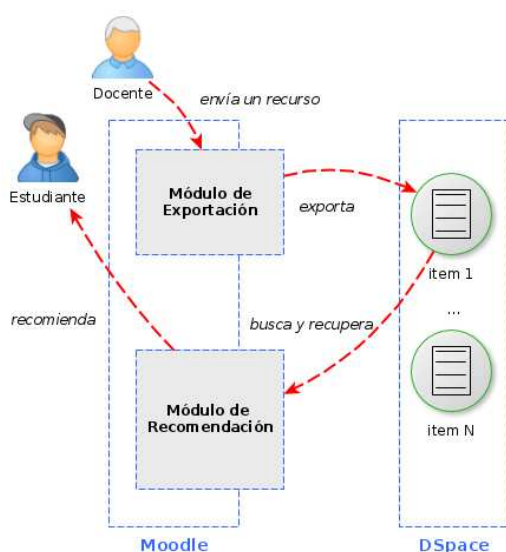 Docente
envía un recurso
Estudiante
Módulo de
Exportación
exporta
item 1
...
recomienda
busca y recupera
Módulo de
Recomendación
item N
Moodle
DSpace